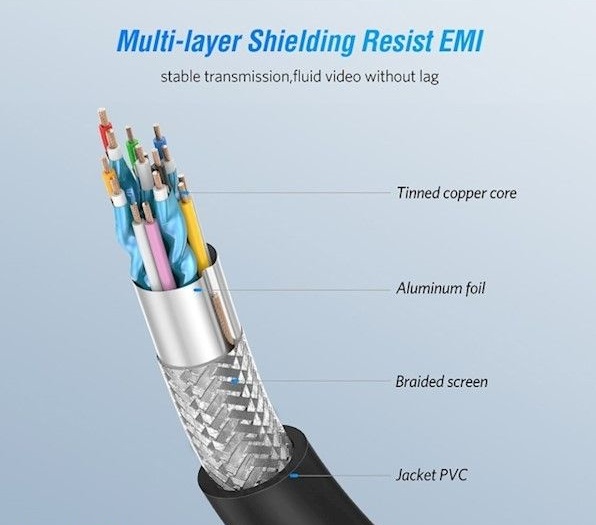 Multi-layer Shielding Resist EMI
stable transmission,fluid video without lag
Tinned copper core
Aluminum foil
Braided screen
Jacket PVC